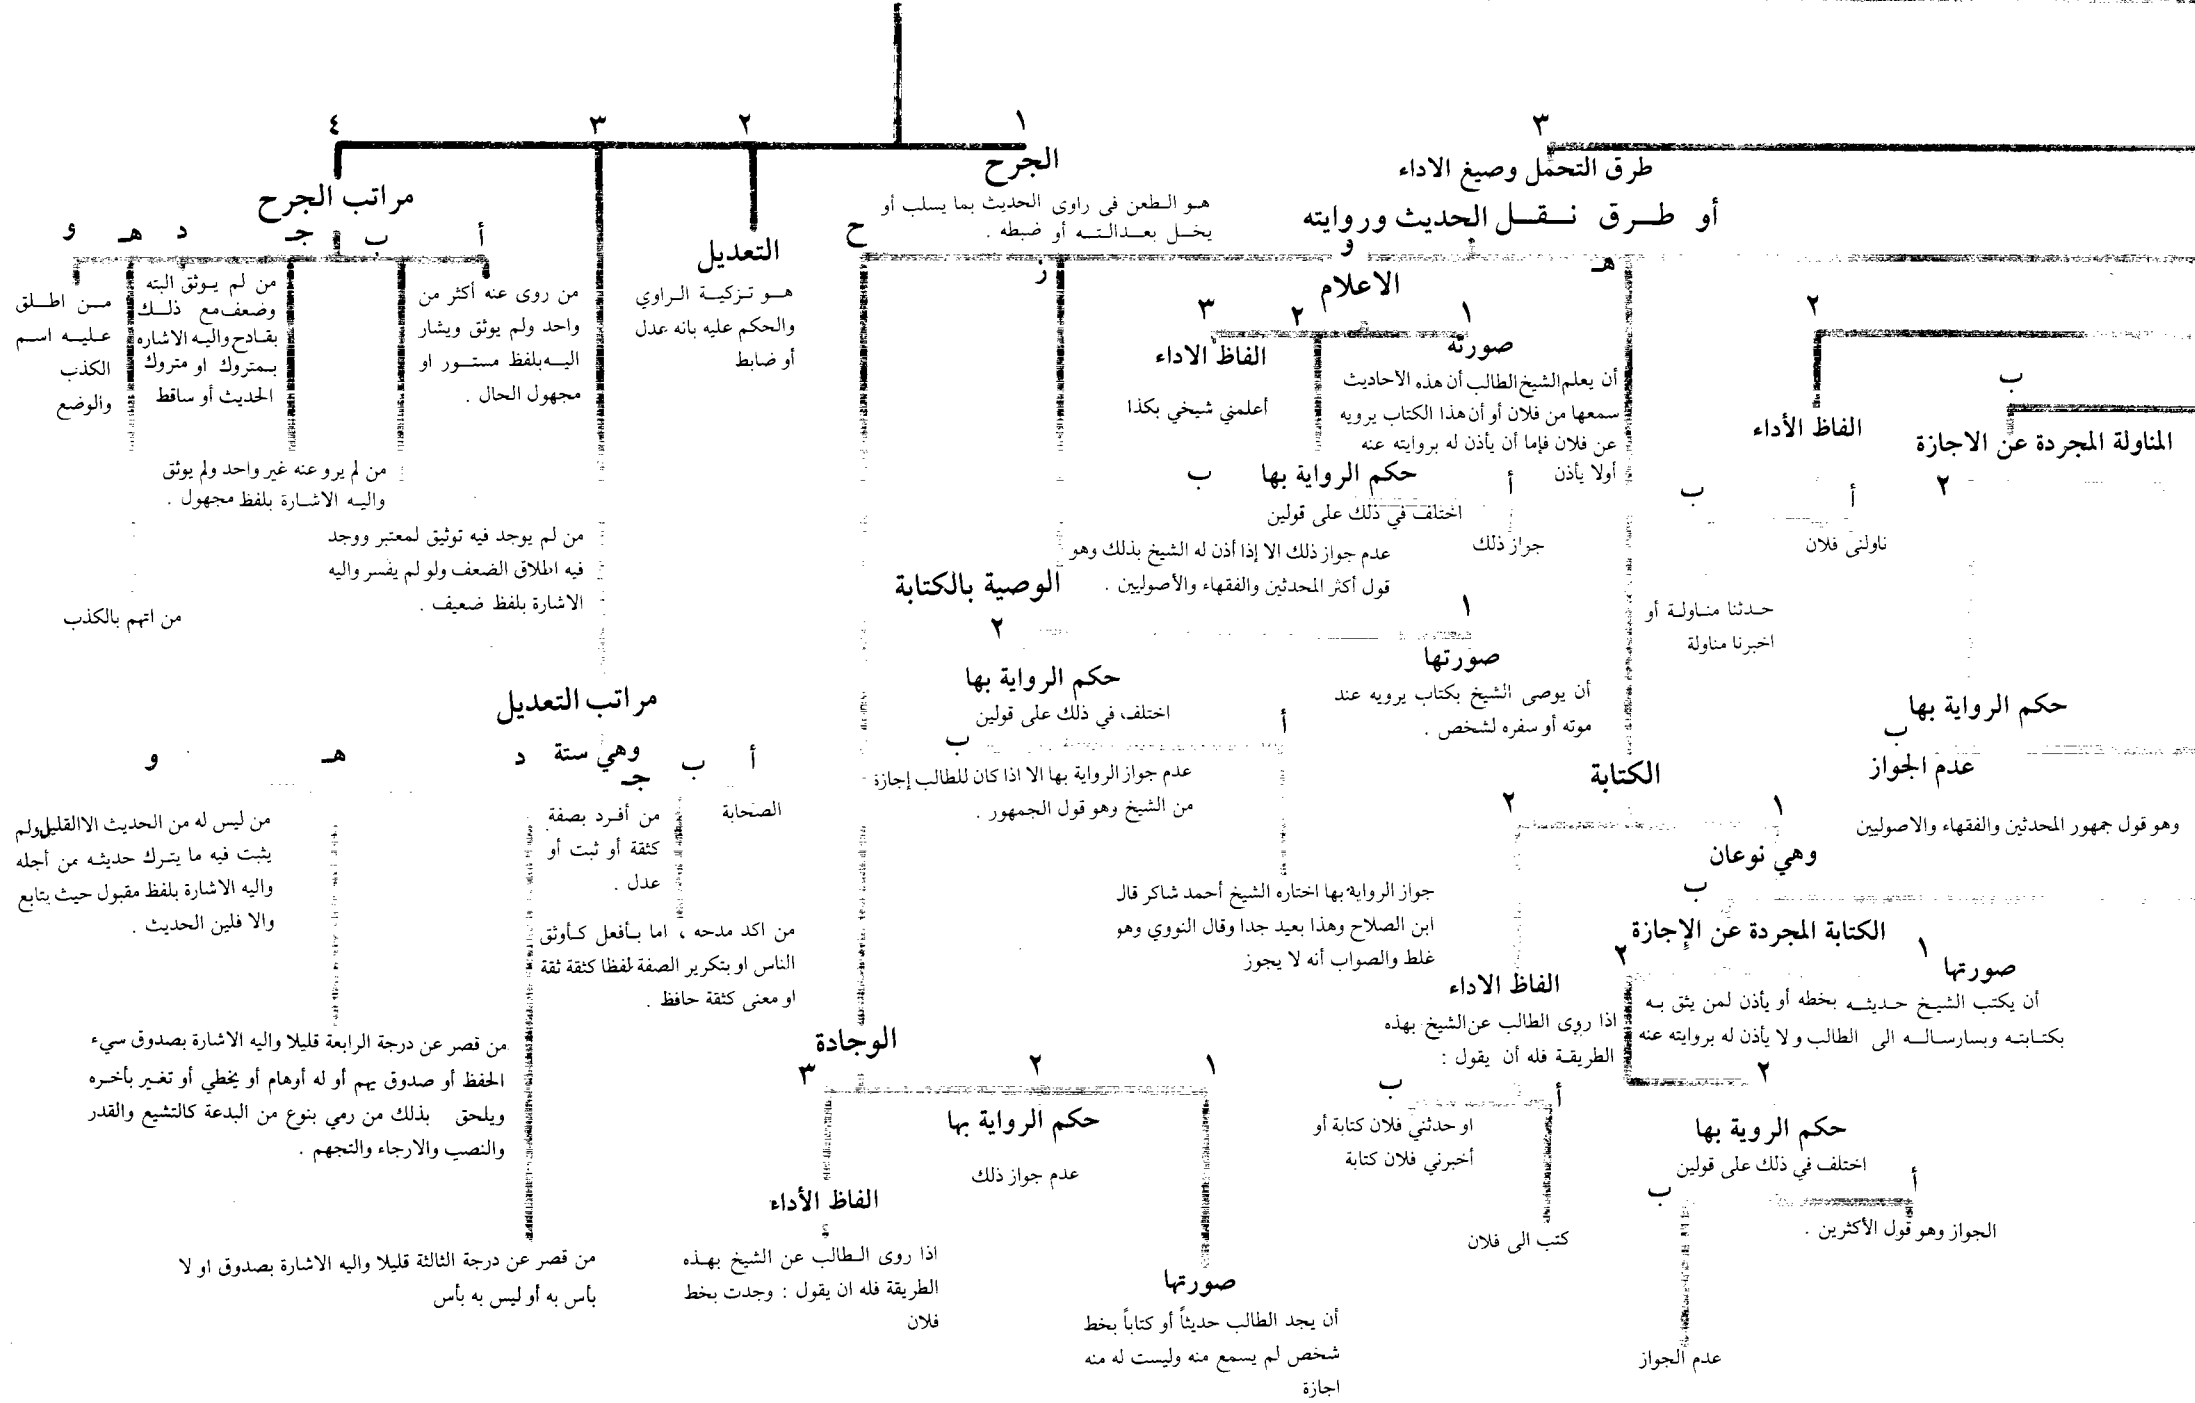 ٣
طرق التحمل وصيغ الاداء
أو طرق نقل الحديث وروايته
هـ
و
ز
ح
٢
ب
المناولة المجردة عن الاجازة
الفاظ الأداء
أ
ب
ناولنى فلان
حدثنا مناولة أو
اخبرنا مناولة
٢
حكم الرواية بها
ب
عدم الجواز
وهو قول جمهور المحدثين والفقهاء والاصوليين
الكتابة
١
٢
وهي نوعان
ب
الكتابة المجردة عن الإجازة
١
٢
صورتها
أن يكتب الشيخ حديثه بخطه أو يأذن لمن يثق به
بكتابته وبسارساله الى الطالب و لا يأذن له بروايته عنه
٢
حكم الروية بها
اختلف في ذلك على قولين
أ
ب
الجواز وهو قول الأكثرين .
عدم الجواز
الفاظ الاداء
اذا روى الطالب عن الشيخ بهذه
الطريقة فله أن يقول :
أ
ب
او حدثني فلان كتابة أو
أخبرني فلان كتابة
كتب الى فلان
الاعلام
١
٢
٣
صورته
أن يعلم الشيخ الطالب أن هذه الأحاديث
سمعها من فلان أو أن هذا الكتاب يرويه
عن فلان فإما أن يأذن له بروايته عنه
أولا يأذن
الفاظ الاداء
أعلمني شيخي بكذا
حكم الرواية بها
أ
ب
اختلف في ذلك على قولين
جواز ذلك
عدم جواز ذلك الا إذا أذن له الشيخ بذلك وهو
قول أكثر المحدثين والفقهاء والأصوليين .
الوصية بالكتابة
١
٢
صورتها
أن يوصى الشيخ بكتاب يرويه عند
موته أو سفره لشخص .
حكم الرواية بها
اختلف في ذلك على قولين
أ
ب
عدم جواز الرواية بها الا اذا كان للطالب إجازة
من الشيخ وهو قول الجمهور .
جواز الرواية بها اختاره الشيخ أحمد شاكر قال
ابن الصلاح وهذا بعيد جدا وقال النووي وهو
غلط والصواب أنه لا يجوز
الوجادة
١
٢
٣
حكم الرواية بها
عدم جواز ذلك
الفاظ الأداء
اذا روى الطالب عن الشيخ بهذه
الطريقة فله ان يقول : وجدت بخط
فلان
صورتها
أن يجد الطالب حديثاً أو كتاباً بخط
شخص لم يسمع منه وليست له منه
اجازة
١
٢
٣
٤
الجرح
هو الطعن فى راوى الحديث بما يسلب أو
يخل بعدالته أو ضبطه .
التعديل
هو تزكية الراوي
والحكم عليه بانه عدل
أو ضابط
مراتب الجرح
أ
ب
جـ
د
هـ
و
من روى عنه أكثر من
واحد ولم يوثق ويشار
اليه بلفظ مستور او
مجهول الحال .
من لم يوثق البته
وضعف مع ذلك
بقادح واليه الاشاره
بمتروك او متروك
الحديث أو ساقط
من اطلق
عليه اسم
الكذب
والوضع
من لم يرو عنه غير واحد ولم يوثق
واليه الاشارة بلفظ مجهول .
من لم يوجد فيه توثيق لمعتبر ووجد
فيه اطلاق الضعف ولو لم يفسر واليه
الاشارة بلفظ ضعيف .
من اتهم بالكذب
مراتب التعديل
وهي ستة
أ
ب
جـ
د
هـ
و
الصحابة
من أفرد بصفة
كثقة أو ثبت أو
عدل .
من اكد مدحه ، اما بأفعل كأوثق
الناس او بتكرير الصفة لفظا كثقة ثقة
او معنى كثقة حافظ .
من ليس له من الحديث الا القليل ولم
يثبت فيه ما يترك حديثه من أجله
واليه الاشارة بلفظ مقبول حيث يتابع
والا فلين الحديث .
من قصر عن درجة الرابعة قليلا واليه الاشارة بصدوق سيء
الحفظ أو صدوق يهم أو له أوهام أو يخطي أو تغير بأخره
ويلحق بذلك من رمي بنوع من البدعة كالتشيع والقدر
والنصب والارجاء والتجهم .
من قصر عن درجة الثالثة قليلا واليه الاشارة بصدوق او لا
بأس به أو ليس به بأس